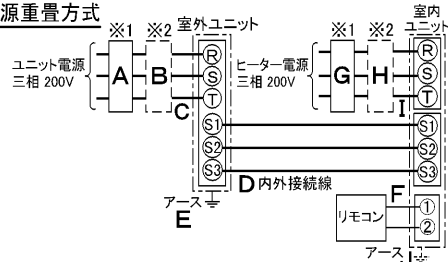 源重畳方式
※1 ※2 室外ユニット
ユニット電源
三相 200V
A B
R
S
T
C
S1
S2
S3
アース
E
D 内外接続線
※1 ※2 室内
ユニット
ヒーター電源
三相 200V
G H
R
S
T
I
S1
S2
S3
F
リモコン
①
②
アース